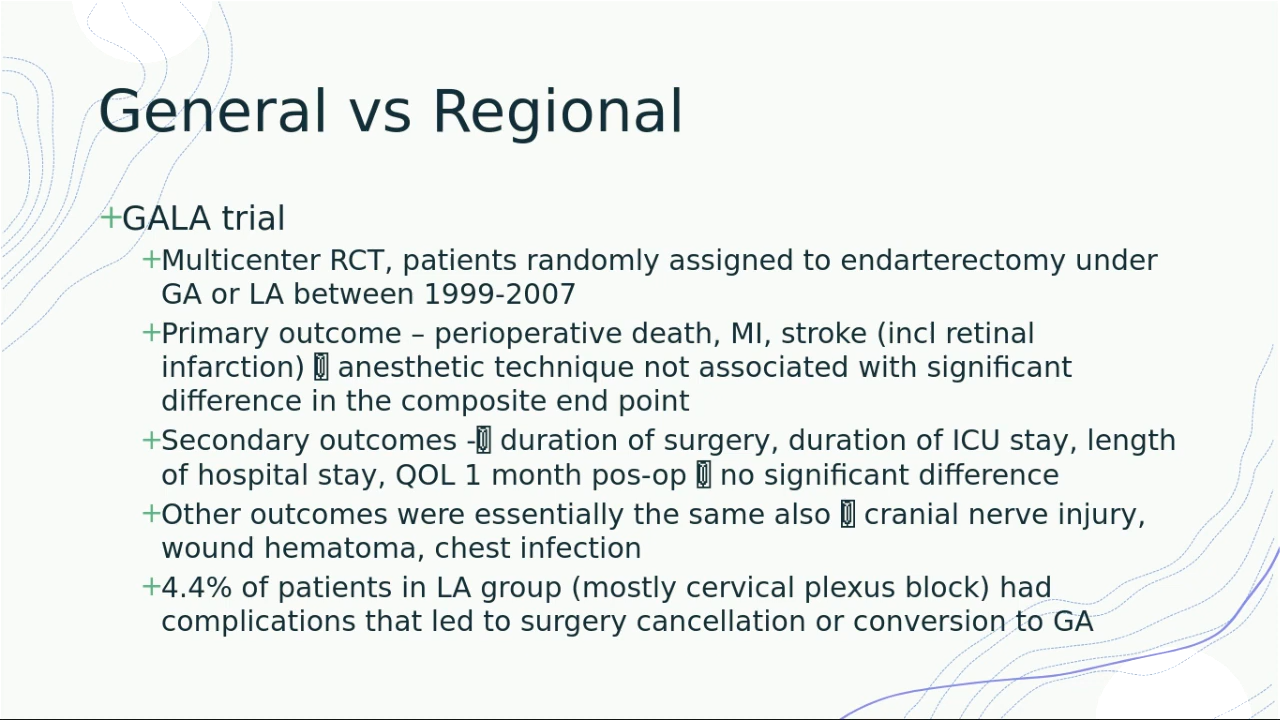 General vs Regional
+GALA trial
+Multicenter RCT, patients randomly assigned to endarterectomy under
GA or LA between 1999-2007
+Primary outcome – perioperative death, MI, stroke (incl retinal
infarction) anesthetic technique not associated with significant
difference in the composite end point
+Secondary outcomes - duration of surgery, duration of ICU stay, length
of hospital stay, QOL 1 month pos-op no significant difference
+Other outcomes were essentially the same also cranial nerve injury,
wound hematoma, chest infection
+4.4% of patients in LA group (mostly cervical plexus block) had
complications that led to surgery cancellation or conversion to GA